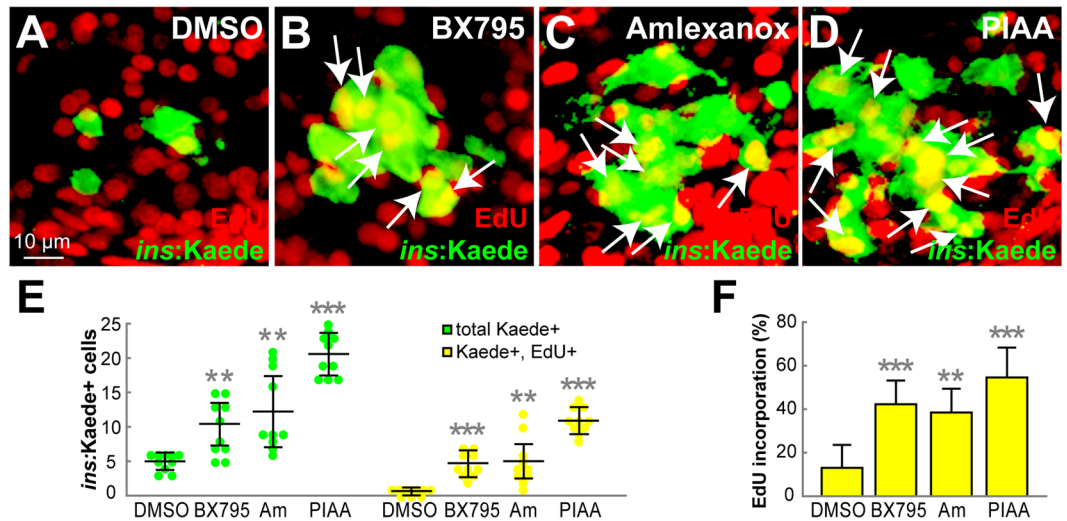 A DMSO
B BX795
C Amlexanox
D PIAA
EdU
ins:Kaede
10 μm
EdU
ins:Kaede
EdU
ins:Kaede
EdU
ins:Kaede
E
ins:Kaede+ cells
25
20
15
10
5
0
** ** ***
*** ** ***
total Kaede+
Kaede+, EdU+
DMSO BX795 Am PIAA DMSO BX795 Am PIAA
F
EdU incorporation (%)
80
60
40
20
0
*** ** ***
DMSO BX795 Am PIAA